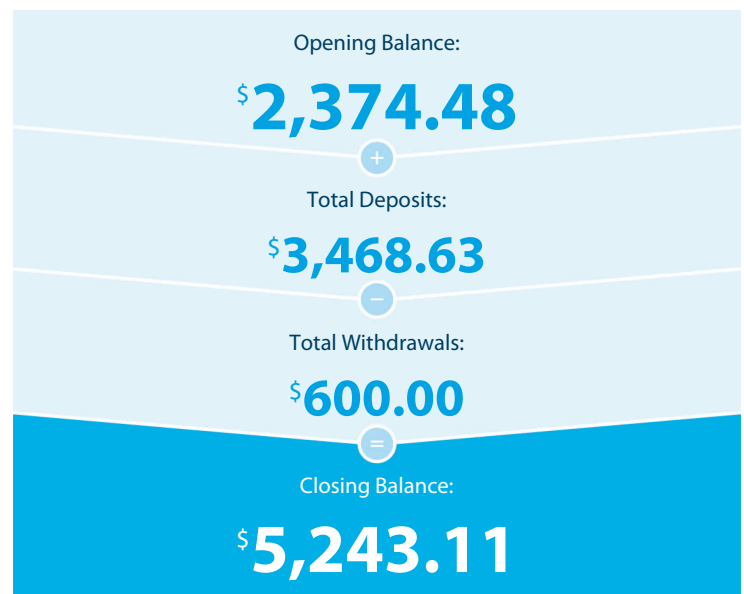 Opening Balance:
$2,374.48
+
Total Deposits:
$3,468.63
−
Total Withdrawals:
$600.00
=
Closing Balance:
$5,243.11